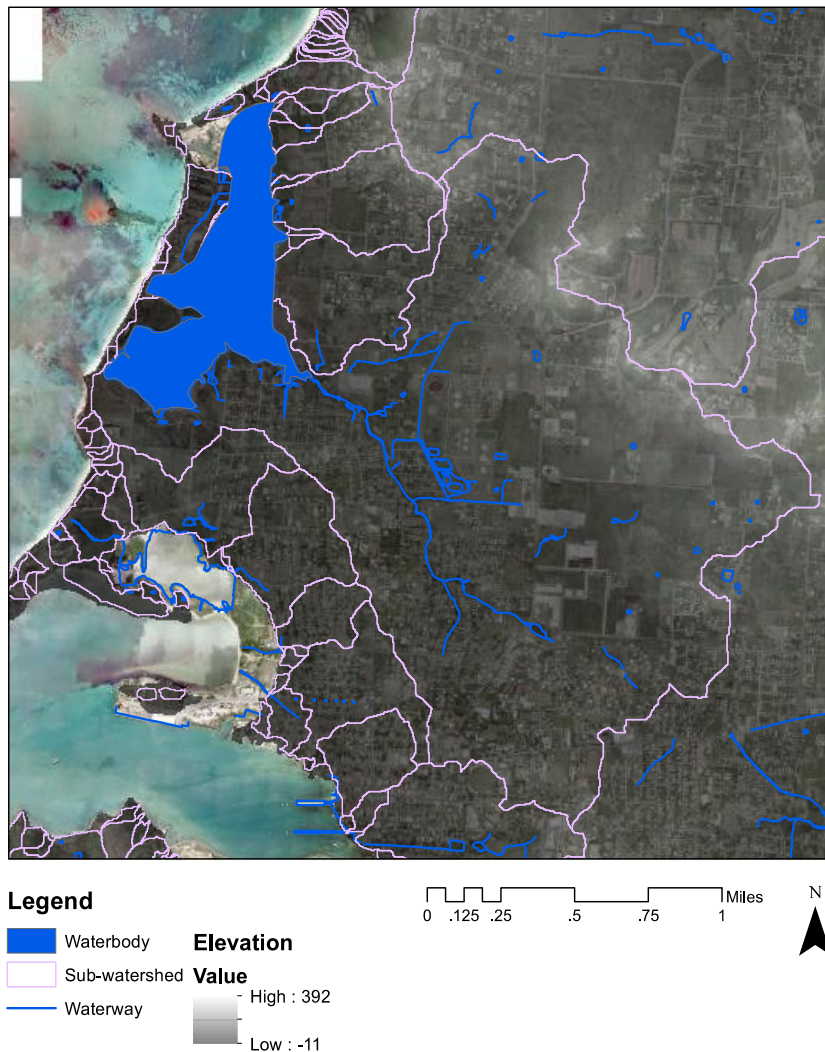 Legend
Waterbody
Sub-watershed
Waterway
Elevation
Value
High : 392
Low : -11
0 .125 .25 .5 .75 1
Miles
N